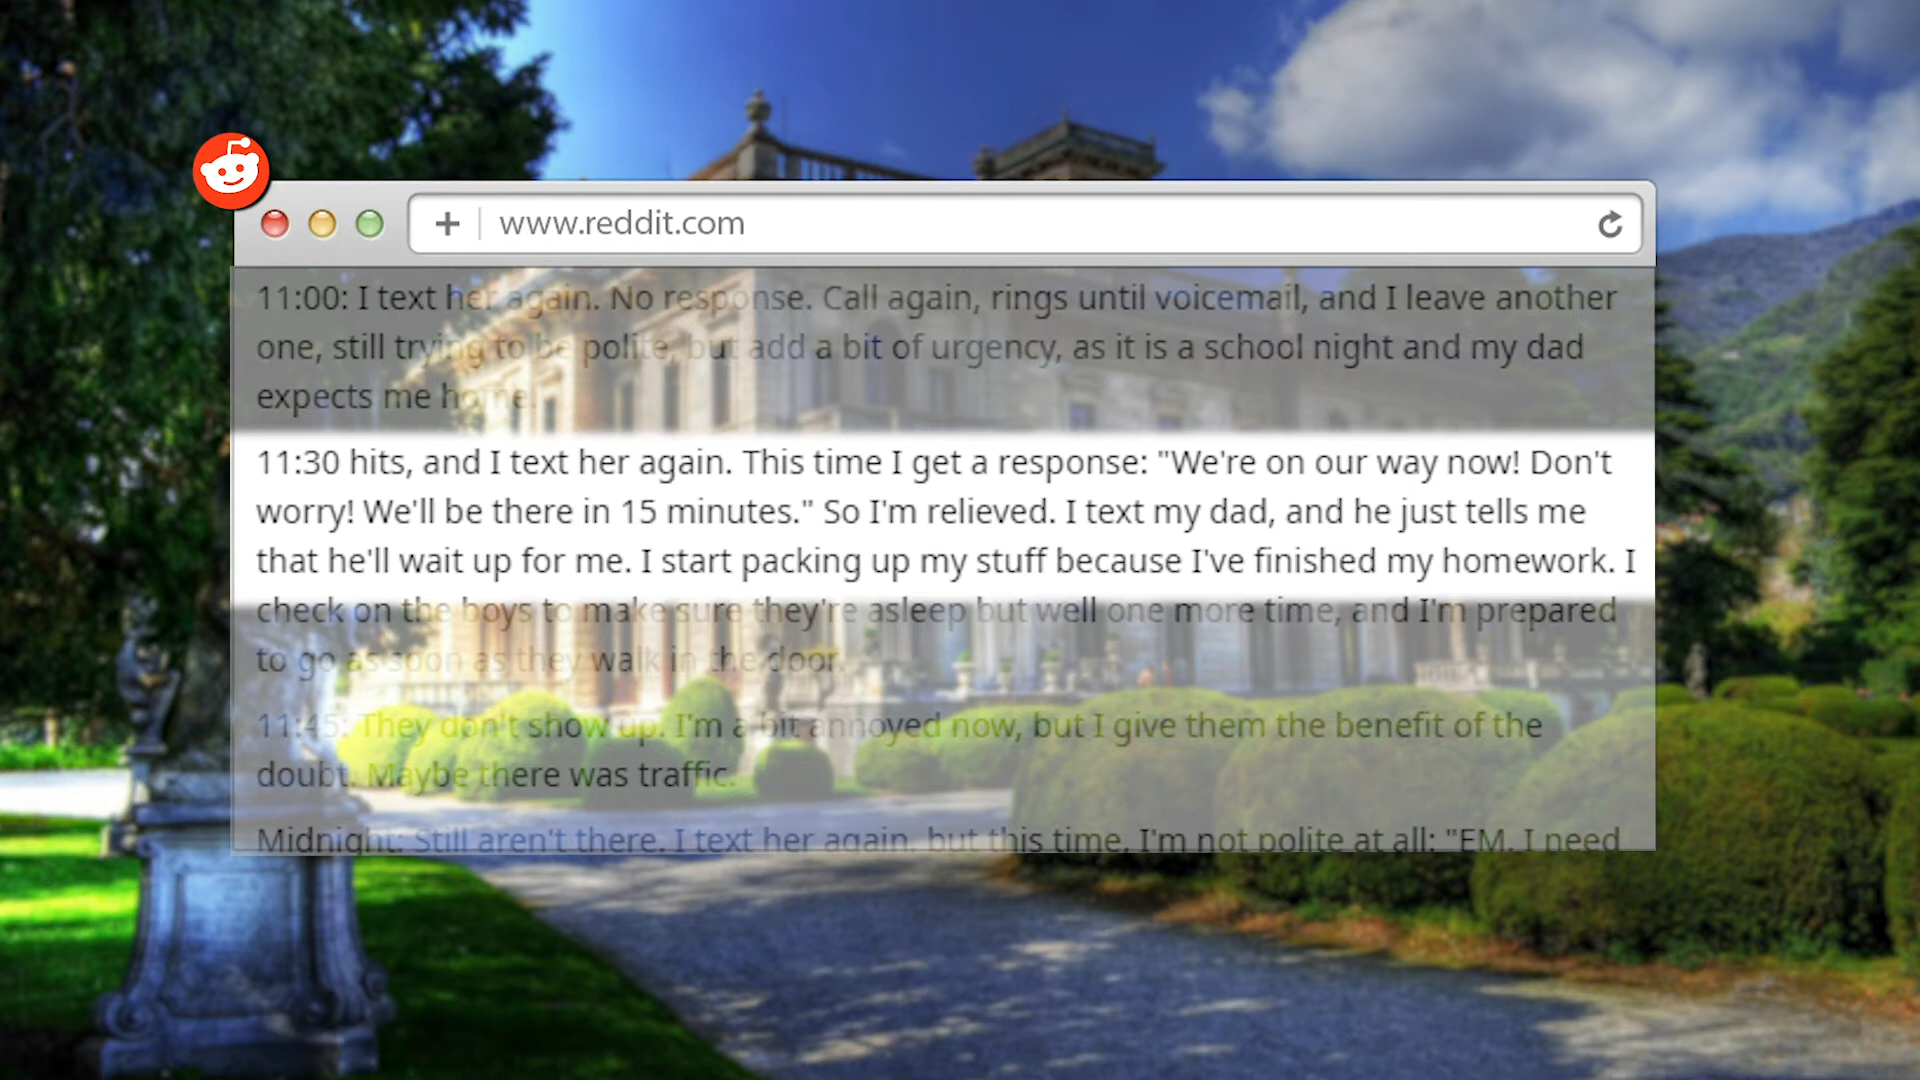 www.reddit.com
11:00: I text her again. No response. Call again, rings until voicemail, and I leave another
one, still trying to be polite, but add a bit of urgency, as it is a school night and my dad
expects me home.
11:30 hits, and I text her again. This time I get a response: "We're on our way now! Don't
worry! We'll be there in 15 minutes." So I'm relieved. I text my dad, and he just tells me
that he'll wait up for me. I start packing up my stuff because I've finished my homework. I
check on the boys to make sure they're asleep but well one more time, and I'm prepared
to go as soon as they walk in the door.
11:45: They don't show up. I'm a bit annoyed now, but I give them the benefit of the
doubt. Maybe there was traffic.
Midnight: Still aren't there. I text her again, but this time, I'm not polite at all: "EM, I need